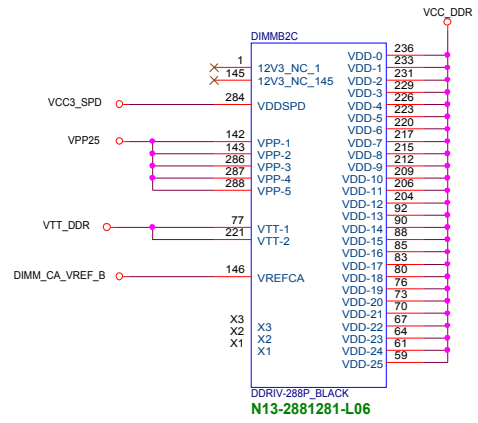 VCC_DDR
DIMMB2C
1 12V3_NC_1
145 12V3_NC_145
VCC3_SPD 284 VDDSPD
VPP25 142 VPP-1
143 VPP-2
286 VPP-3
287 VPP-4
288 VPP-5
VTT_DDR 77 VTT-1
221 VTT-2
DIMM_CA_VREF_B 146 VREFCA
X3 X3
X2 X2
X1 X1
VDD-0 236
VDD-1 233
VDD-2 231
VDD-3 229
VDD-4 226
VDD-5 223
VDD-6 220
VDD-7 217
VDD-8 215
VDD-9 212
VDD-10 209
VDD-11 206
VDD-12 204
VDD-13 92
VDD-14 90
VDD-15 88
VDD-16 85
VDD-17 83
VDD-18 80
VDD-19 76
VDD-20 73
VDD-21 70
VDD-22 67
VDD-23 64
VDD-24 61
VDD-25 59
DDRIV-288P_BLACK
N13-2881281-L06